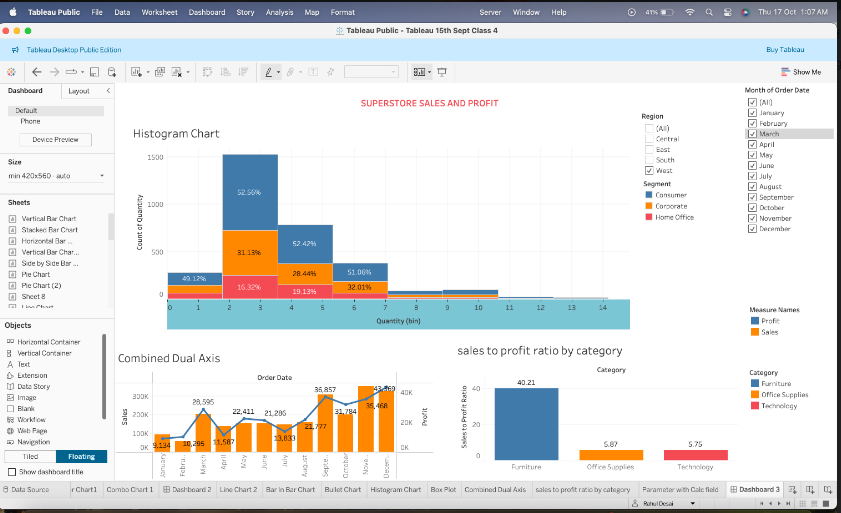 Tableau Public File Data Worksheet Dashboard Story Analysis Map Format Server Window Help 41% Thu 17 Oct 1:07 AM
Tableau Public - Tableau 15th Sept Class 4
Tableau Desktop Public Edition Buy Tableau
Show Me
Dashboard Layout
Default
Phone
Device Preview
Size
min 420x560 · auto
Sheets
Vertical Bar Chart
Stacked Bar Chart
Horizontal Bar ...
Vertical Bar Char...
Side by Side Bar ...
Pie Chart
Pie Chart (2)
Sheet 8
Line Chart
Objects
Horizontal Container
Vertical Container
Text
Extension
Data Story
Image
Blank
Workflow
Web Page
Navigation
Tiled Floating
Show dashboard title
SUPERSTORE SALES AND PROFIT
Histogram Chart
Count of Quantity
1500
1000
500
0
52.56%
31.13%
16.32%
49.12%
52.42%
28.44%
19.13%
51.06%
32.01%
0 1 2 3 4 5 6 7 8 9 10 11 12 13 14
Quantity (bin)
Region
(All)
Central
East
South
West
Segment
Consumer
Corporate
Home Office
Month of Order Date
(All)
January
February
March
April
May
June
July
August
September
October
November
December
Measure Names
Profit
Sales
Category
Furniture
Office Supplies
Technology
Combined Dual Axis
Order Date
Sales
300K
200K
100K
0K
9,134
10,295
28,595
11,587
22,411
21,285
13,833
21,777
36,857
31,784
35,468
40K
20K
0K
Profit
January
Febru..
March
April
May
June
July
August
Septe..
October
Nove..
Decem..
sales to profit ratio by category
Category
Sales to Profit Ratio
40
20
0
40.21
5.87
5.75
Furniture Office Supplies Technology
Data Source r Chart1 Combo Chart 1 Dashboard 2 Line Chart 2 Bar In Bar Chart Bullet Chart Histogram Chart Box Plot Combined Dual Axis sales to profit ratio by category Parameter with Calc field Dashboard 3
Rahul Desai